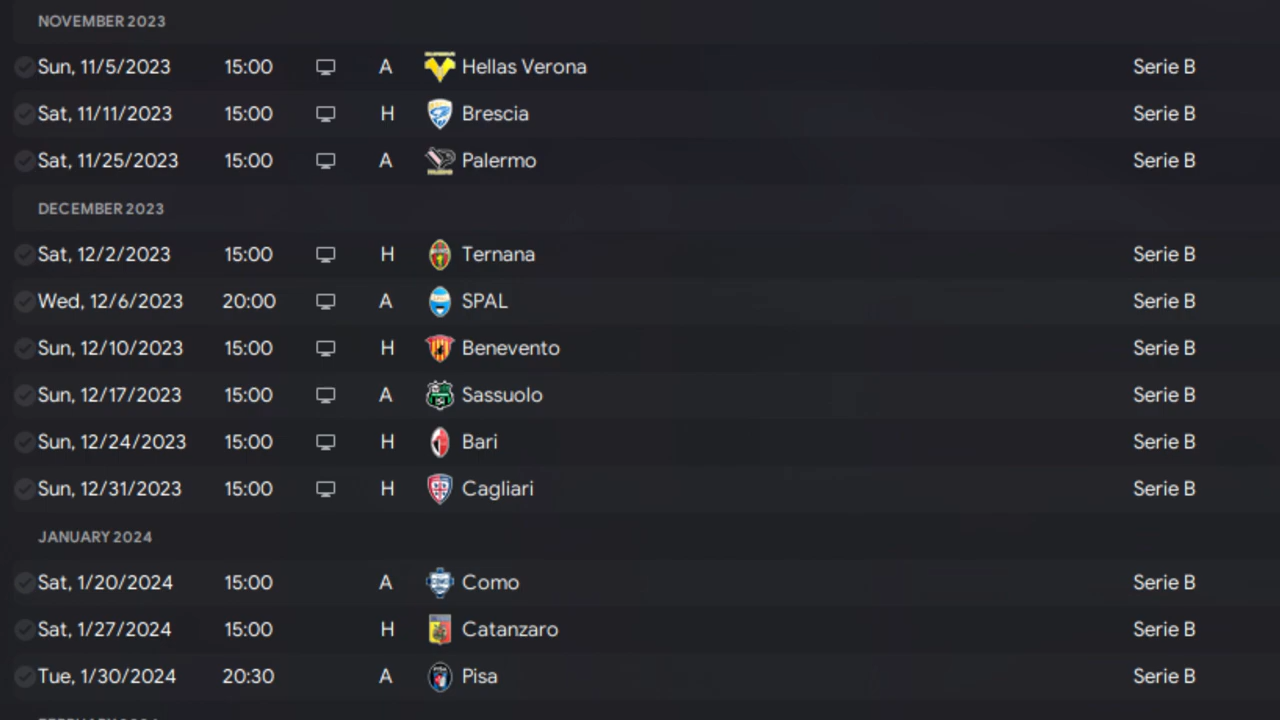 NOVEMBER 2023
Sun, 11/5/2023 15:00 A Hellas Verona Serie B
Sat, 11/11/2023 15:00 H Brescia Serie B
Sat, 11/25/2023 15:00 A Palermo Serie B
DECEMBER 2023
Sat, 12/2/2023 15:00 H Ternana Serie B
Wed, 12/6/2023 20:00 A SPAL Serie B
Sun, 12/10/2023 15:00 H Benevento Serie B
Sun, 12/17/2023 15:00 A Sassuolo Serie B
Sun, 12/24/2023 15:00 H Bari Serie B
Sun, 12/31/2023 15:00 H Cagliari Serie B
JANUARY 2024
Sat, 1/20/2024 15:00 A Como Serie B
Sat, 1/27/2024 15:00 H Catanzaro Serie B
Tue, 1/30/2024 20:30 A Pisa Serie B